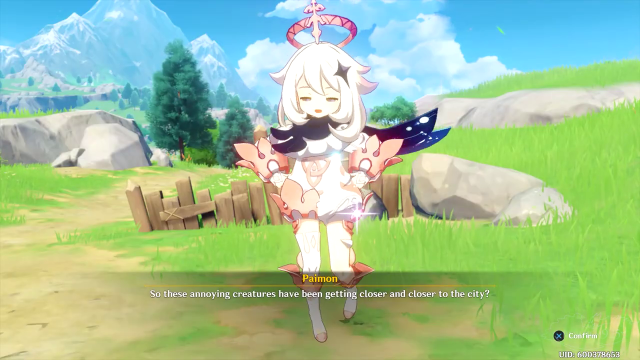 Paimon
So these annoying creatures have been getting closer and closer to the city?
Confirm
UID: 600378653